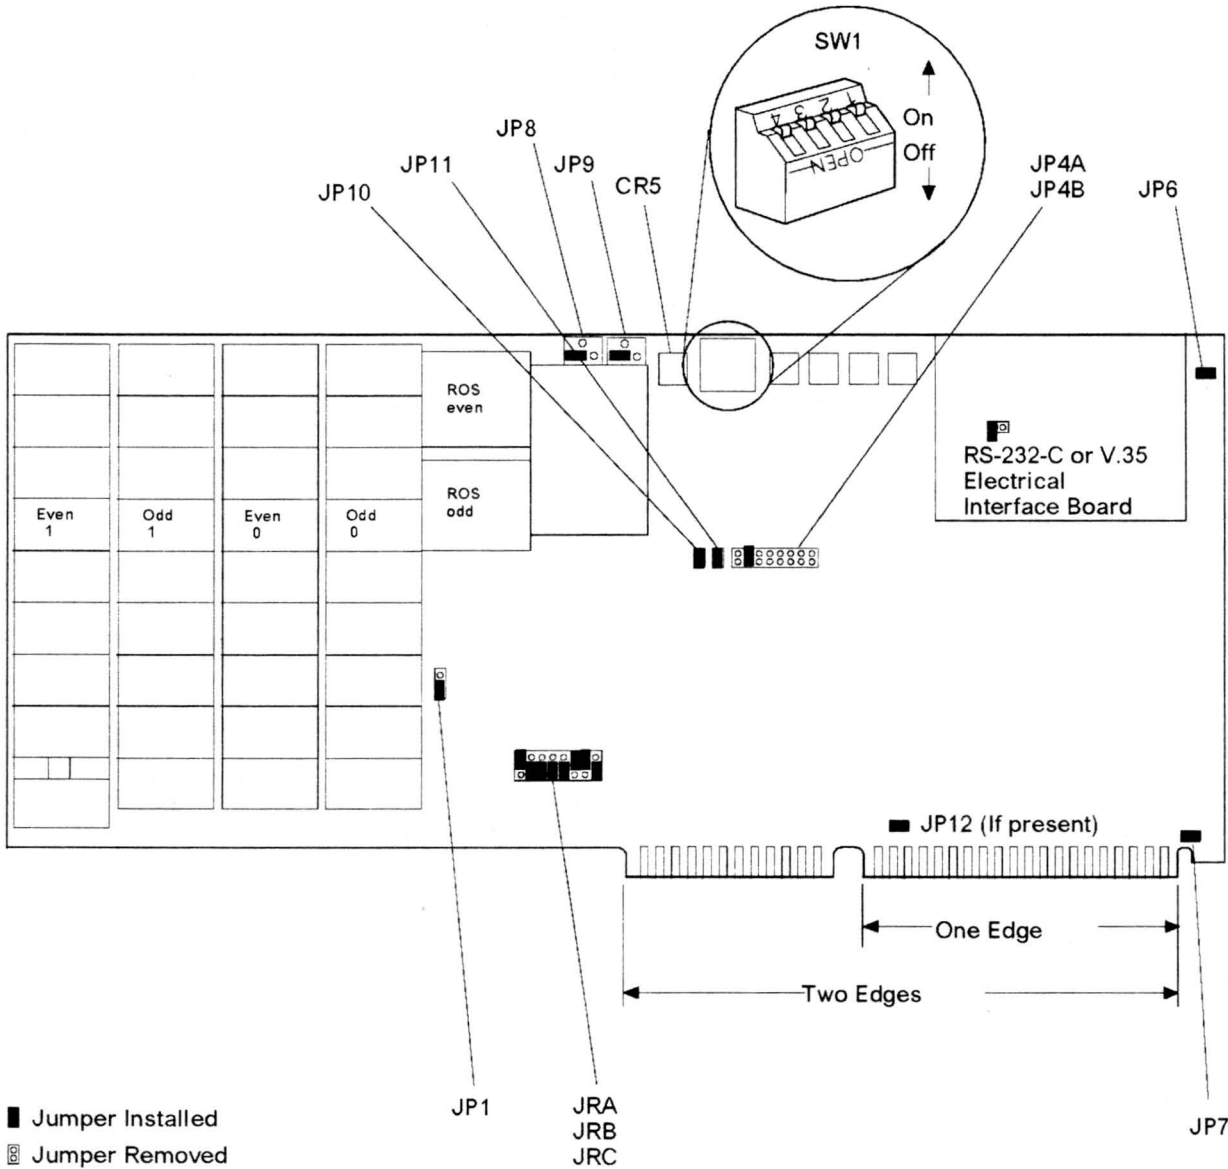 SW1
4 3 2 1
OPEN
On
Off
JP8
JP11
JP9
JP10
CR5
JP4A
JP4B
JP6
ROS
even
ROS
odd
Even
1
Odd
1
Even
0
Odd
0
RS-232-C or V.35
Electrical
Interface Board
JP12 (If present)
One Edge
Two Edges
JP1
JRA
JRB
JRC
JP7
Jumper Installed
Jumper Removed